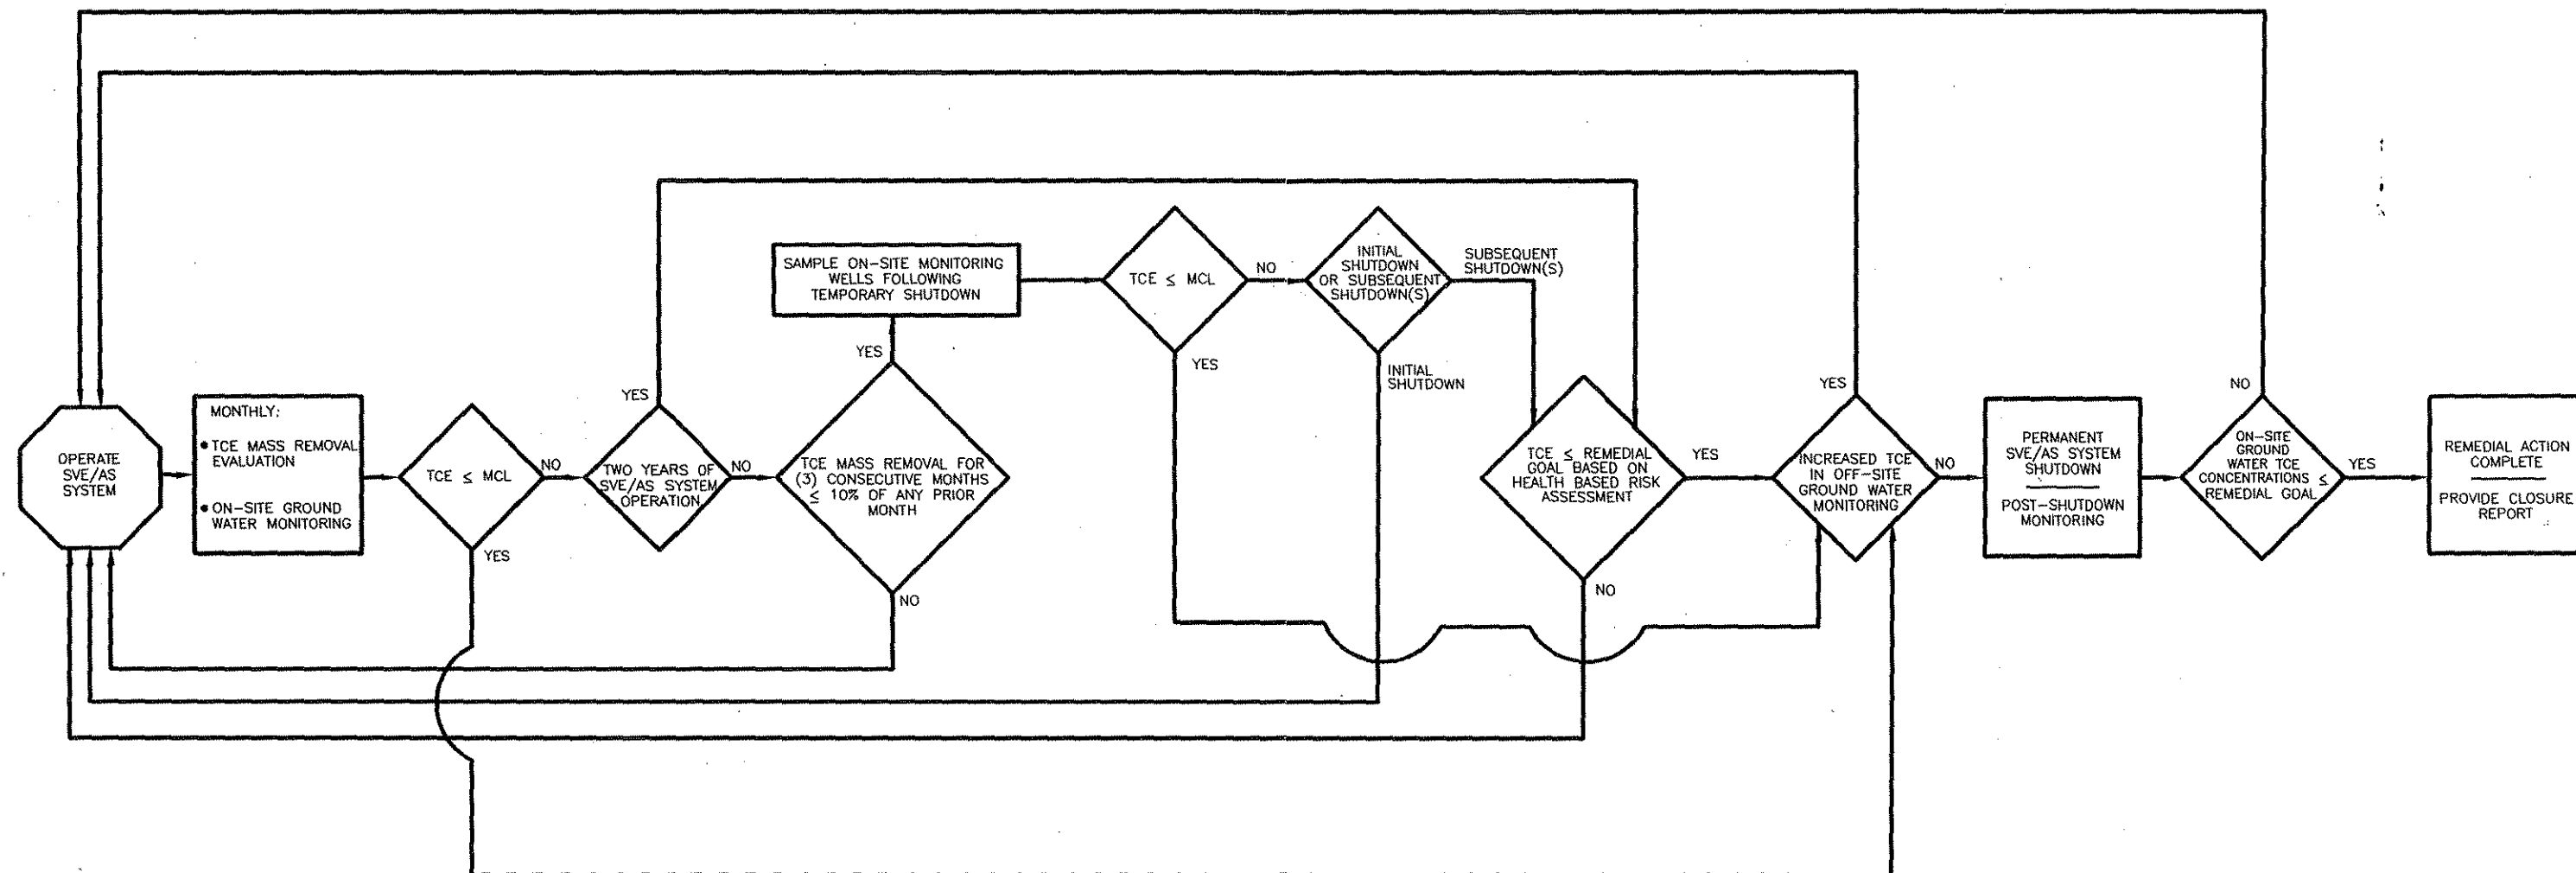 OPERATE
SVE/AS
SYSTEM
MONTHLY:
• TCE MASS REMOVAL
EVALUATION
• ON-SITE GROUND
WATER MONITORING
TCE ≤ MCL
NO
YES
YES
TWO YEARS OF
SVE/AS SYSTEM
OPERATION
NO
YES
TCE MASS REMOVAL FOR
(3) CONSECUTIVE MONTHS
≤ 10% OF ANY PRIOR
MONTH
NO
SAMPLE ON-SITE MONITORING
WELLS FOLLOWING
TEMPORARY SHUTDOWN
TCE ≤ MCL
NO
YES
INITIAL
SHUTDOWN
OR SUBSEQUENT
SHUTDOWN(S)
SUBSEQUENT
SHUTDOWN(S)
INITIAL
SHUTDOWN
TCE ≤ REMEDIAL
GOAL BASED ON
HEALTH BASED RISK
ASSESSMENT
YES
NO
YES
INCREASED TCE
IN OFF-SITE
GROUND WATER
MONITORING
NO
PERMANENT
SVE/AS SYSTEM
SHUTDOWN
POST-SHUTDOWN
MONITORING
NO
ON-SITE
GROUND
WATER TCE
CONCENTRATIONS ≤
REMEDIAL GOAL
YES
REMEDIAL ACTION
COMPLETE
PROVIDE CLOSURE
REPORT